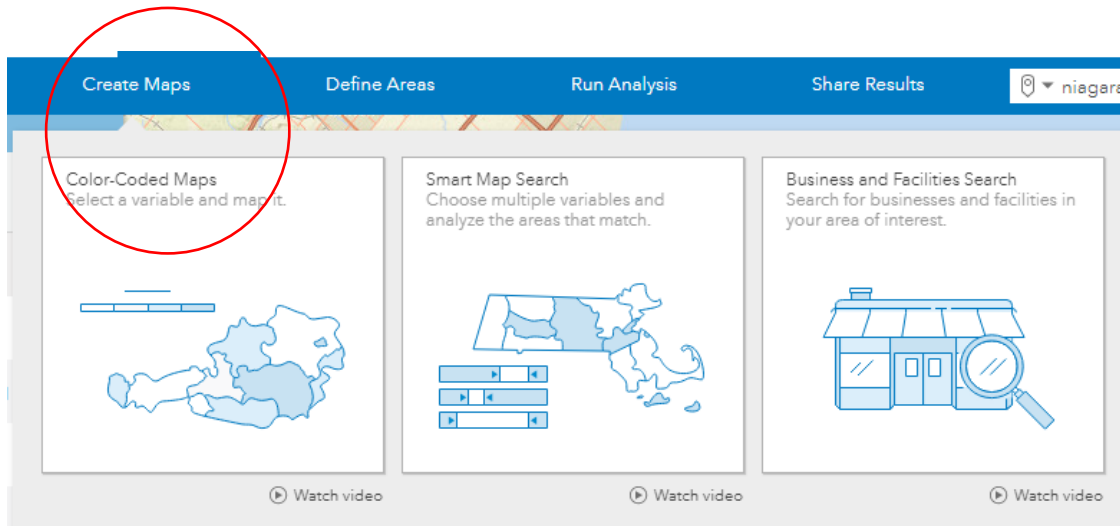 Create Maps
Define Areas
Run Analysis
Share Results
niagara
Color-Coded Maps
Select a variable and map it.
Smart Map Search
Choose multiple variables and
analyze the areas that match.
Business and Facilities Search
Search for businesses and facilities in
your area of interest.
Watch video
Watch video
Watch video